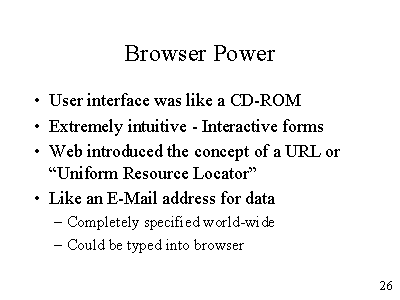 Browser Power
• User interface was like a CD-ROM
• Extremely intuitive - Interactive forms
• Web introduced the concept of a URL or
“Uniform Resource Locator”
• Like an E-Mail address for data
– Completely specified world-wide
– Could be typed into browser
26